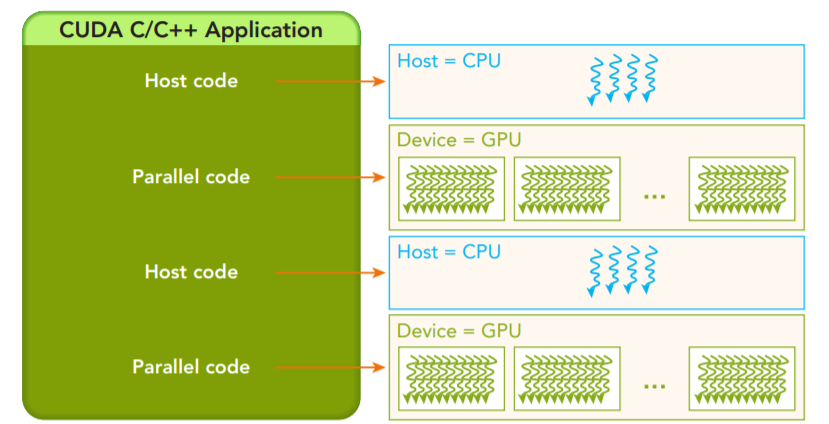 CUDA C/C++ Application
Host code
Host = CPU
Parallel code
Device = GPU
...
Host code
Host = CPU
Parallel code
Device = GPU
...